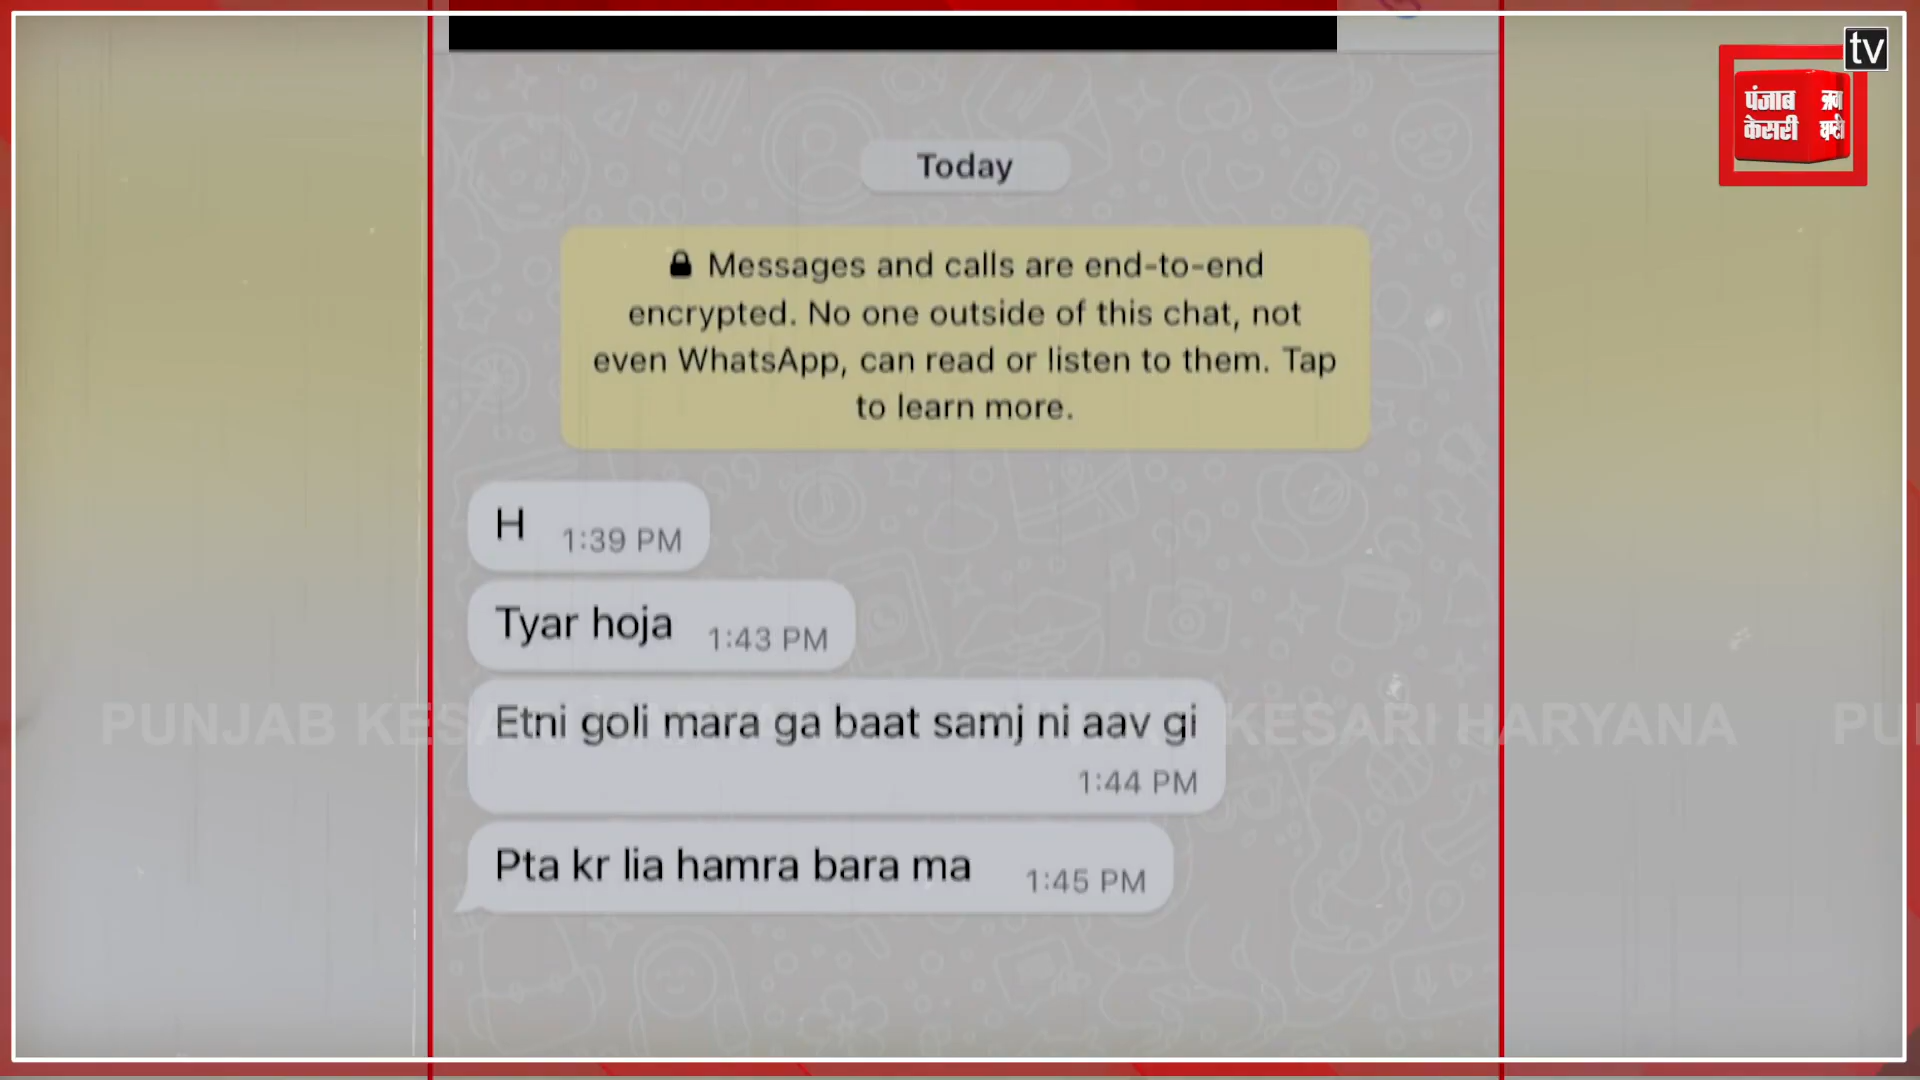 tv
पंजाब
केसरी
Today
Messages and calls are end-to-end
encrypted. No one outside of this chat, not
even WhatsApp, can read or listen to them. Tap
to learn more.
H 1:39 PM
Tyar hoja 1:43 PM
Etni goli mara ga baat samj ni aav gi
1:44 PM
PUNJAB KESARI HARYANA
Pta kr lia hamra bara ma 1:45 PM